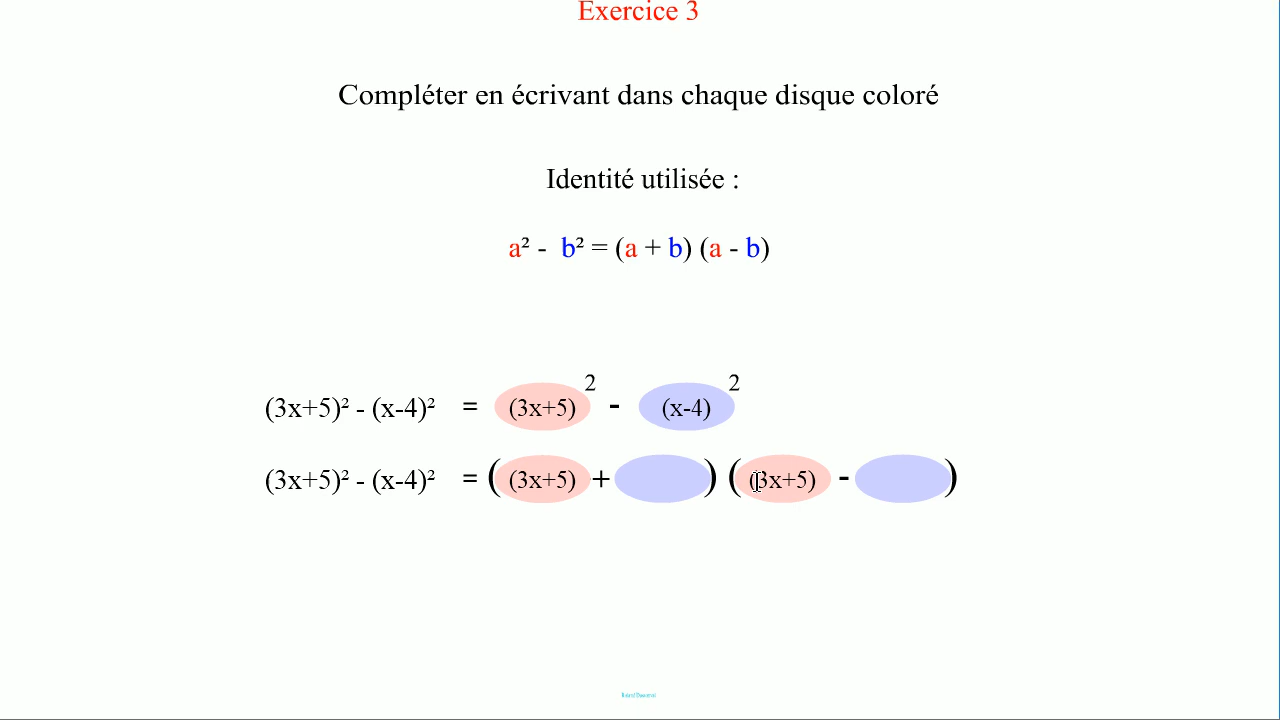 Exercice 3
Compléter en écrivant dans chaque disque coloré
Identité utilisée :
a² - b² = (a + b) (a - b)
(3x+5)² - (x-4)² = (3x+5)² - (x-4)²
(3x+5)² - (x-4)² = ( (3x+5) + ) ( (3x+5) - )